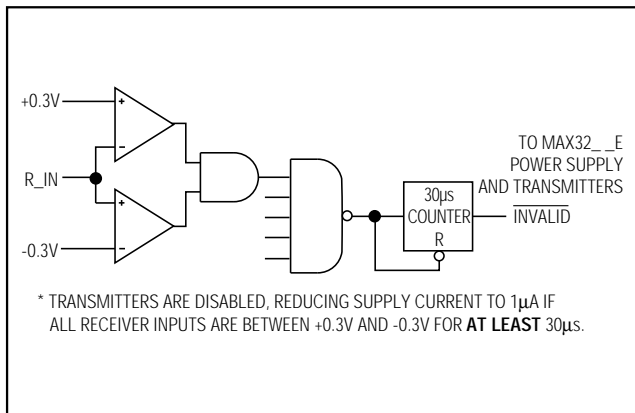 +0.3V
+
−
R_IN
+
−
-0.3V
TO MAX32_ _E
POWER SUPPLY
AND TRANSMITTERS
30µs
COUNTER
R
INVALID
* TRANSMITTERS ARE DISABLED, REDUCING SUPPLY CURRENT TO 1µA IF
ALL RECEIVER INPUTS ARE BETWEEN +0.3V AND -0.3V FOR AT LEAST 30µs.